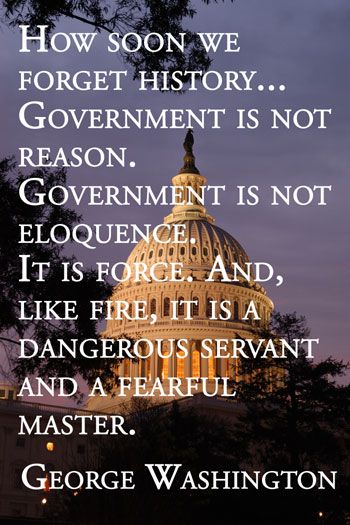 How soon we
forget history...
Government is not
reason.
Government is not
eloquence.
It is force. And,
like fire, it is a
dangerous servant
and a fearful
master.
George Washington